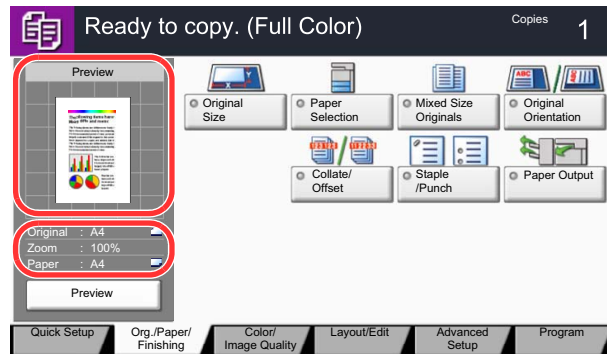 Ready to copy. (Full Color)
Copies 1
Preview
Original : A4
Zoom : 100%
Paper : A4
Preview
Original
Size
Paper
Selection
Mixed Size
Originals
ABC
Original
Orientation
Collate/
Offset
Staple
/Punch
Paper Output
Quick Setup
Org./Paper/
Finishing
Color/
Image Quality
Layout/Edit
Advanced
Setup
Program